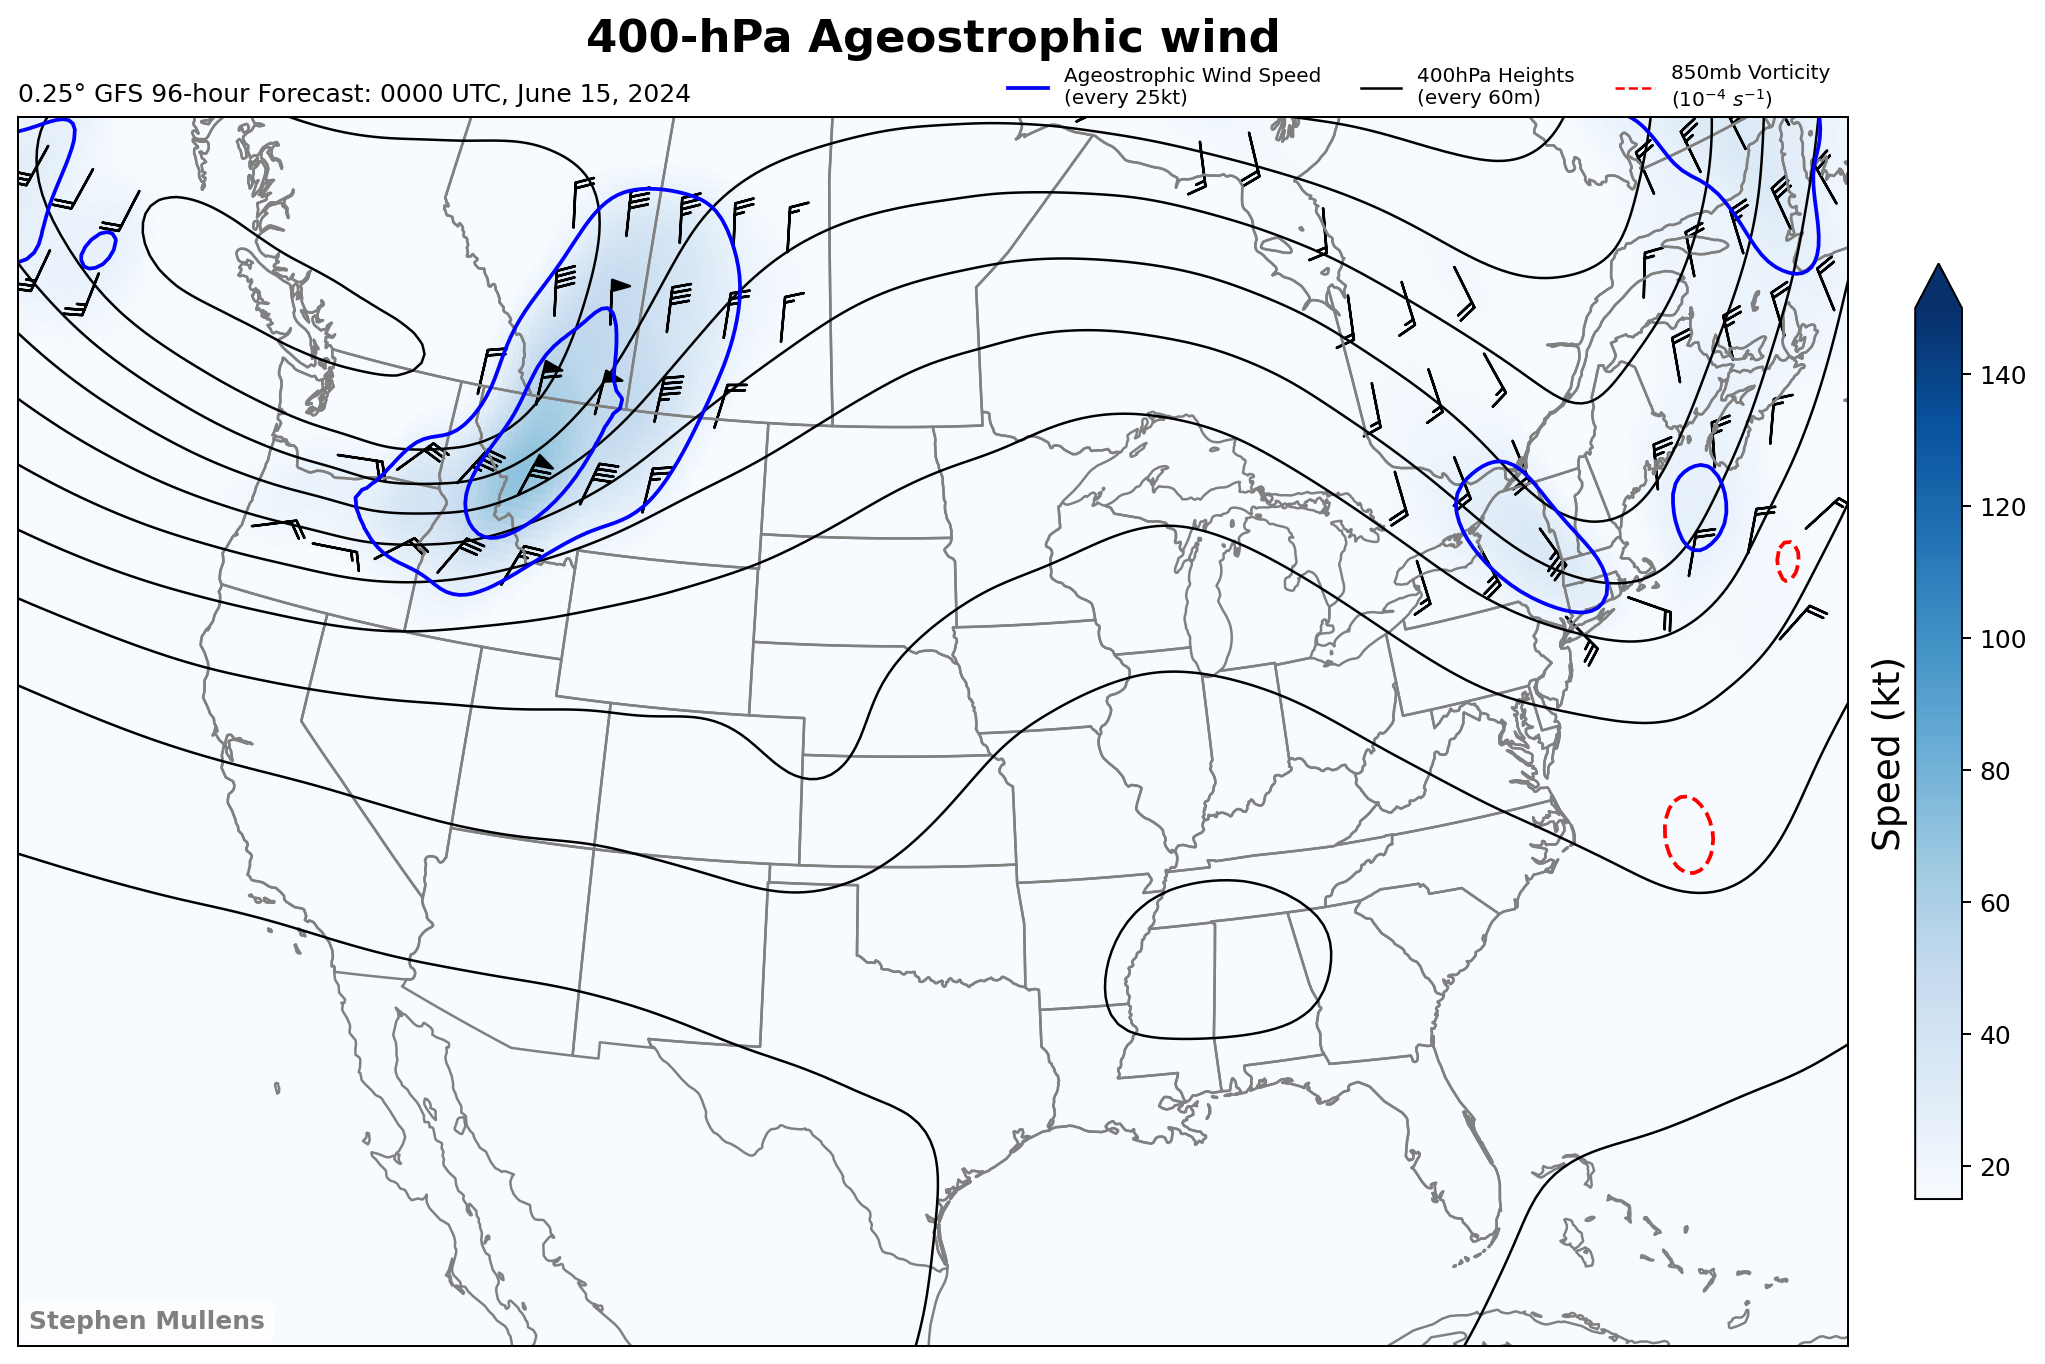 400-hPa Ageostrophic wind
0.25° GFS 96-hour Forecast: 0000 UTC, June 15, 2024
Ageostrophic Wind Speed
(every 25kt)
400hPa Heights
(every 60m)
850mb Vorticity
(10⁻⁴ s⁻¹)
140
120
100
80
60
40
20
Speed (kt)
Stephen Mullens